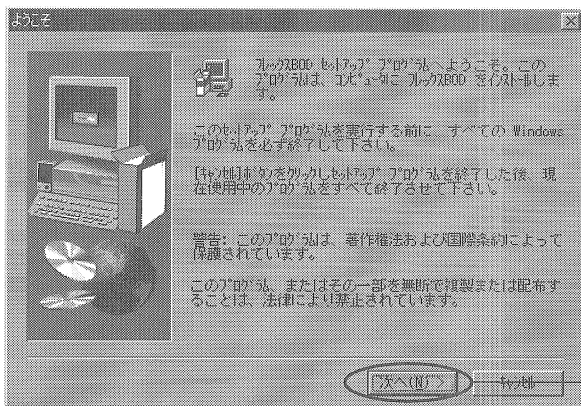 ようこそ
ﾌﾚｯｸｽBOD ｾｯﾄｱｯﾌﾟ ﾌﾟﾛｸﾞﾗﾑへようこそ。この
ﾌﾟﾛｸﾞﾗﾑは、ｺﾝﾋﾟｭｰﾀに ﾌﾚｯｸｽBOD をｲﾝｽﾄｰﾙしま
す。
このｾｯﾄｱｯﾌﾟ ﾌﾟﾛｸﾞﾗﾑを実行する前に、すべての Windows
ﾌﾟﾛｸﾞﾗﾑを必ず終了して下さい。
[ｷｬﾝｾﾙ]ﾎﾞﾀﾝをｸﾘｯｸしｾｯﾄｱｯﾌﾟ ﾌﾟﾛｸﾞﾗﾑを終了した後、現
在使用中のﾌﾟﾛｸﾞﾗﾑをすべて終了させて下さい。
警告: このﾌﾟﾛｸﾞﾗﾑは、著作権法および国際条約によって
保護されています。
このﾌﾟﾛｸﾞﾗﾑ、またはその一部を無断で複製または配布す
ることは、法律により禁止されています。
次へ(N) >
ｷｬﾝｾﾙ